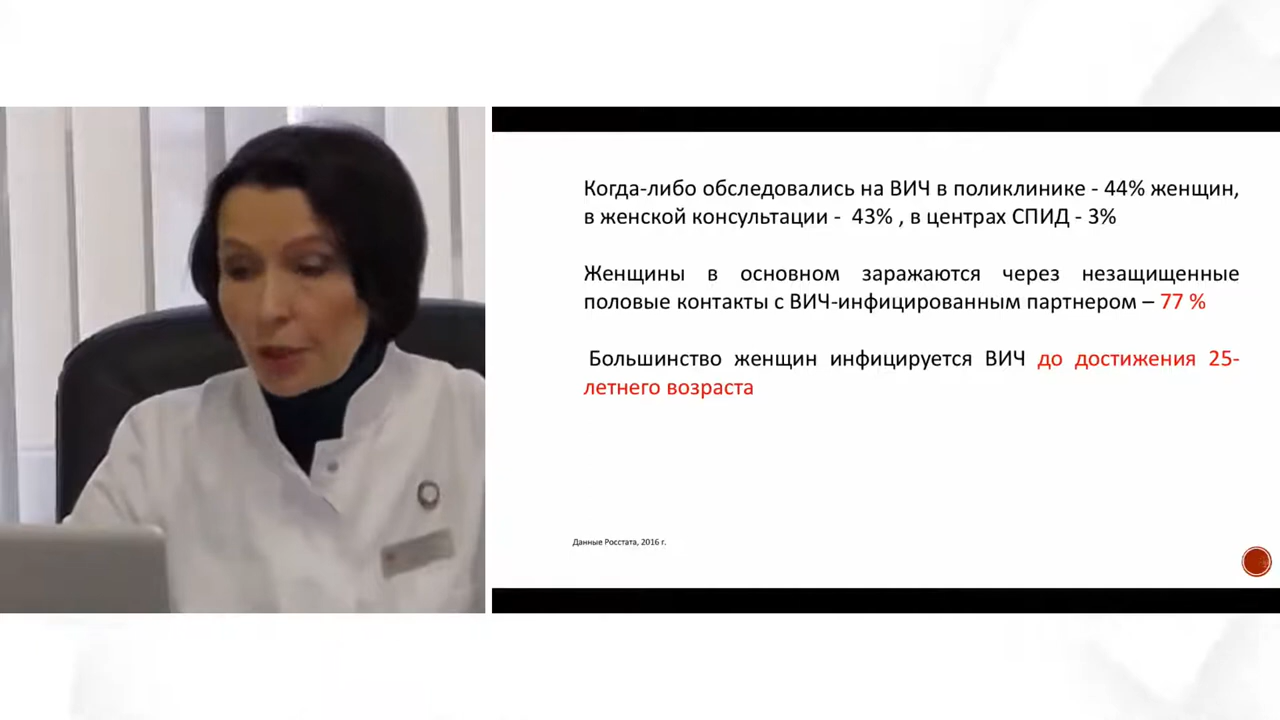 Когда-либо обследовались на ВИЧ в поликлинике - 44% женщин,
в женской консультации -  43% , в центрах СПИД - 3%
Женщины в основном заражаются через незащищенные
половые контакты с ВИЧ-инфицированным партнером – 77 %
Большинство женщин инфицируется ВИЧ до достижения 25-
летнего возраста
Данные Росстата, 2016 г.